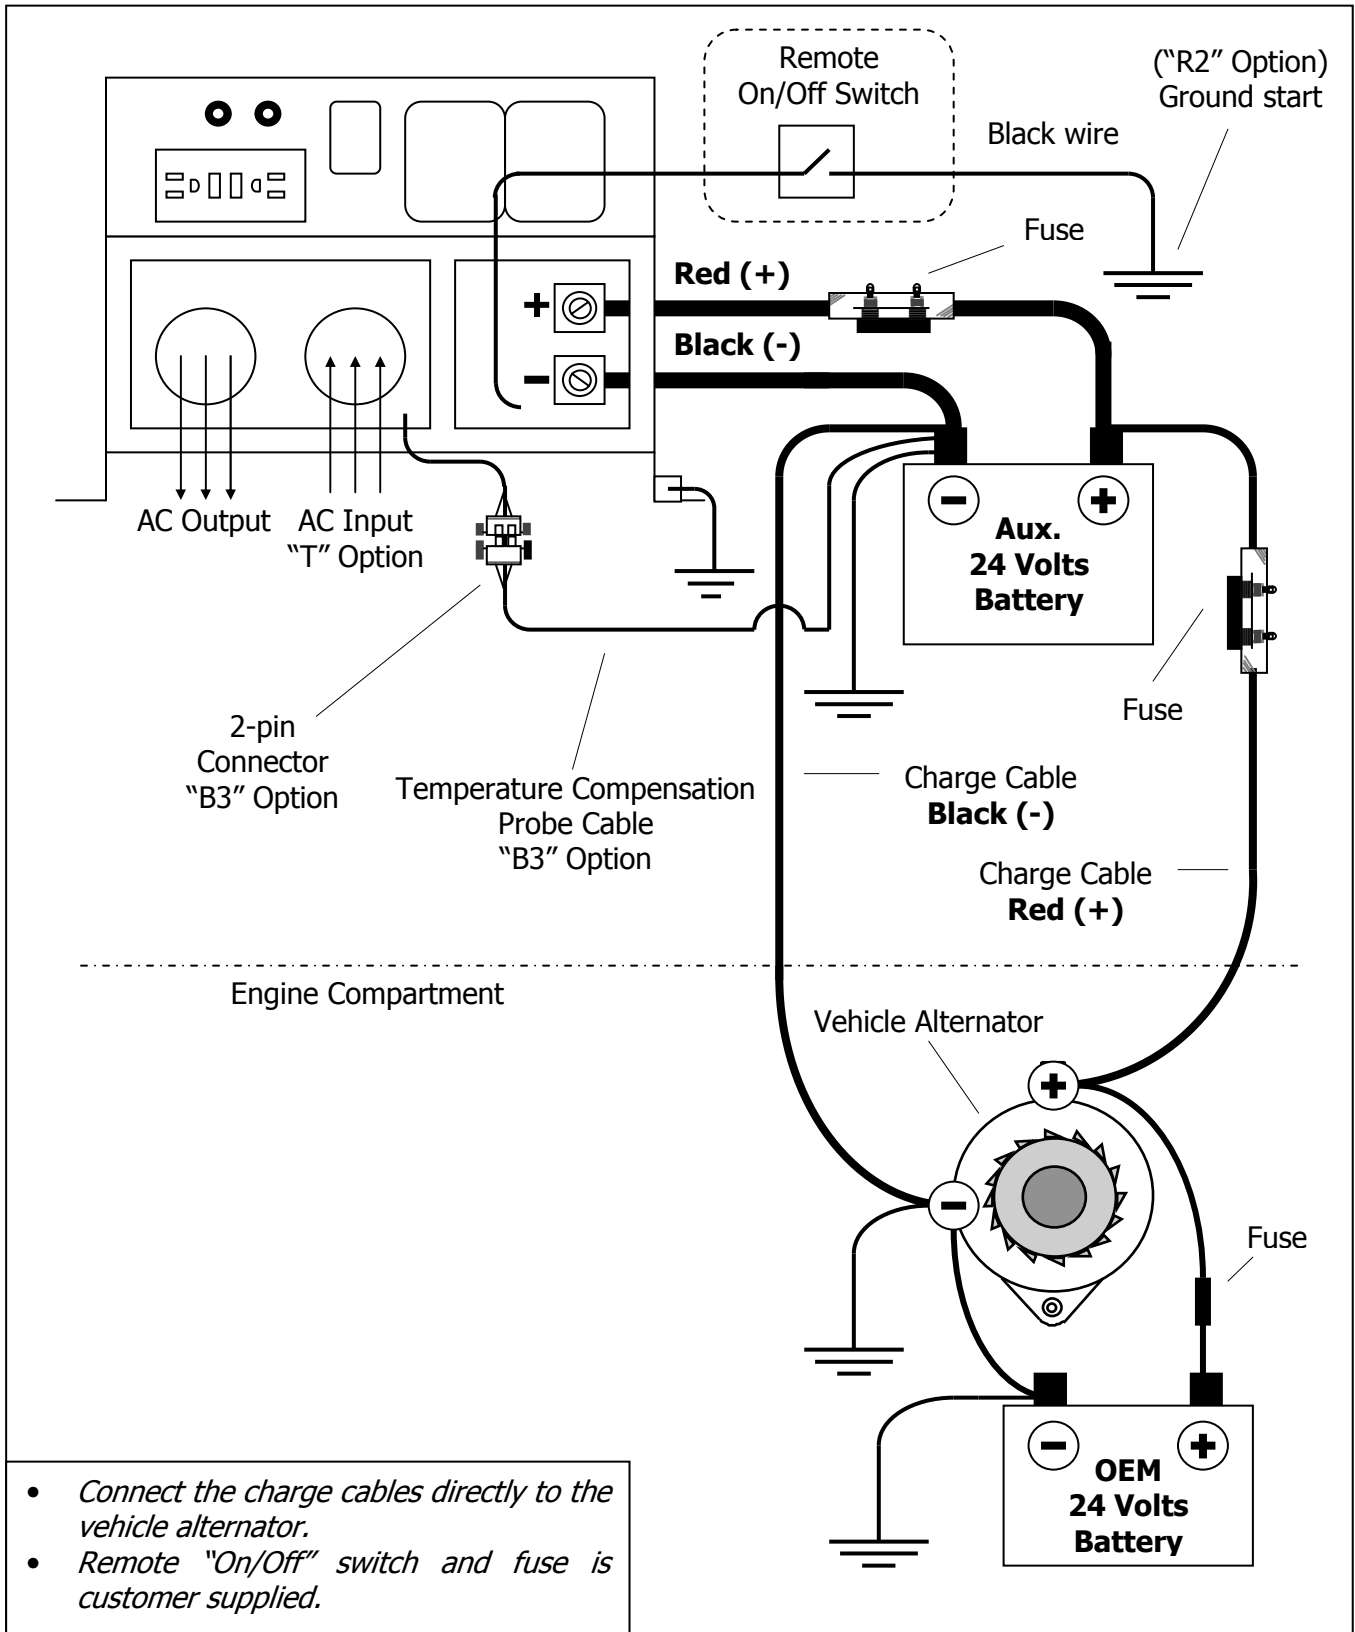 Remote
On/Off Switch
(“R2” Option)
Ground start
Black wire
Fuse
Red (+)
Black (-)
+
−
AC Output
AC Input
“T” Option
−
+
Aux.
24 Volts
Battery
Fuse
2-pin
Connector
“B3” Option
Temperature Compensation
Probe Cable
“B3” Option
Charge Cable
Black (-)
Charge Cable
Red (+)
Engine Compartment
Vehicle Alternator
+
−
Fuse
−
+
OEM
24 Volts
Battery
• Connect the charge cables directly to the
vehicle alternator.
• Remote “On/Off” switch and fuse is
customer supplied.